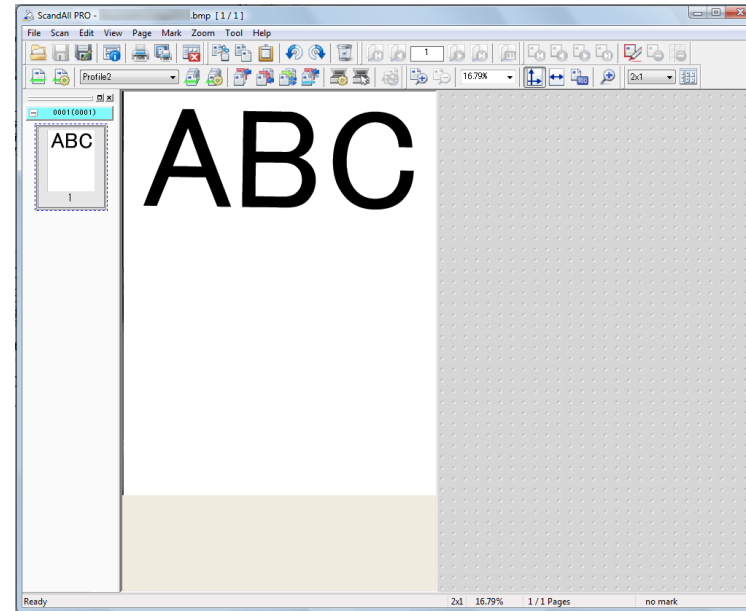 ScandAll PRO - .bmp [1/1]
File Scan Edit View Page Mark Zoom Tool Help
1
Profile2 16.79% 2x1
0001(0001)
ABC
1
ABC
Ready 2x1 16.79% 1 / 1 Pages no mark